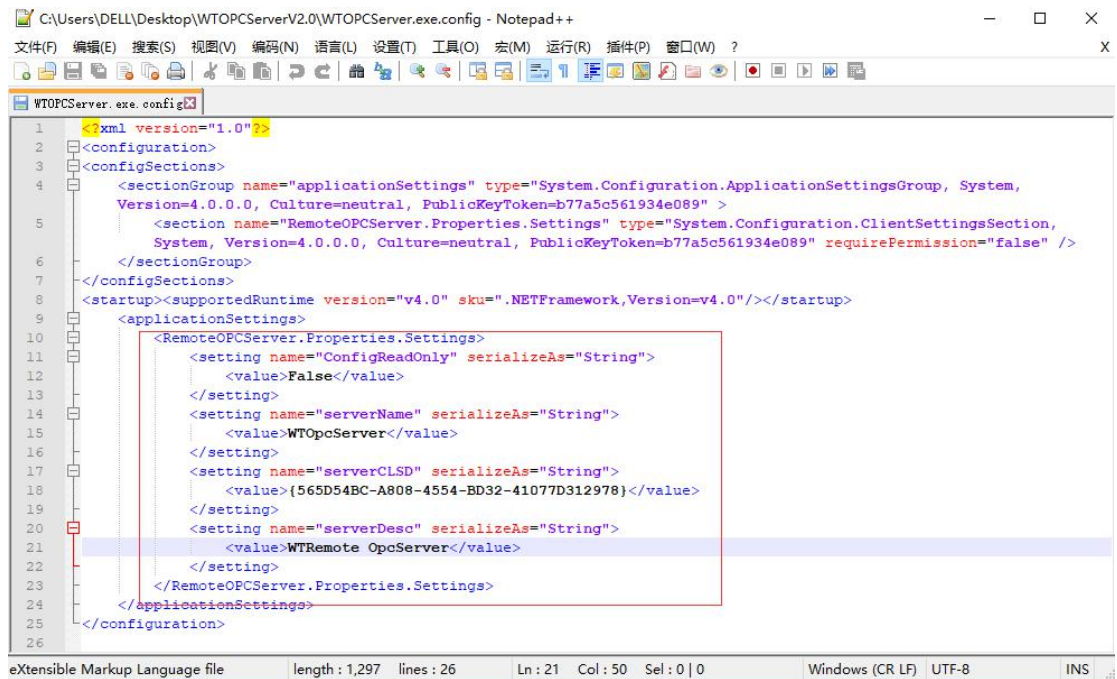 C:\Users\DELL\Desktop\WTOPCServerV2.0\WTOPCServer.exe.config - Notepad++
文件(F) 编辑(E) 搜索(S) 视图(V) 编码(N) 语言(L) 设置(T) 工具(O) 宏(M) 运行(R) 插件(P) 窗口(W) ? X
WTOPCServer.exe.config
1 <?xml version="1.0"?>
2 <configuration>
3 <configSections>
4 <sectionGroup name="applicationSettings" type="System.Configuration.ApplicationSettingsGroup, System,
Version=4.0.0.0, Culture=neutral, PublicKeyToken=b77a5c561934e089" >
5 <section name="RemoteOPCServer.Properties.Settings" type="System.Configuration.ClientSettingsSection,
System, Version=4.0.0.0, Culture=neutral, PublicKeyToken=b77a5c561934e089" requirePermission="false" />
6 </sectionGroup>
7 </configSections>
8 <startup><supportedRuntime version="v4.0" sku=".NETFramework,Version=v4.0"/></startup>
9 <applicationSettings>
10 <RemoteOPCServer.Properties.Settings>
11 <setting name="ConfigReadOnly" serializeAs="String">
12 <value>False</value>
13 </setting>
14 <setting name="serverName" serializeAs="String">
15 <value>WTOpcServer</value>
16 </setting>
17 <setting name="serverCLSD" serializeAs="String">
18 <value>{565D54BC-A808-4554-BD32-41077D312978}</value>
19 </setting>
20 <setting name="serverDesc" serializeAs="String">
21 <value>WTRemote OpcServer</value>
22 </setting>
23 </RemoteOPCServer.Properties.Settings>
24 </applicationSettings>
25 </configuration>
26
eXtensible Markup Language file length : 1,297 lines : 26 Ln : 21 Col : 50 Sel : 0 | 0 Windows (CR LF) UTF-8 INS